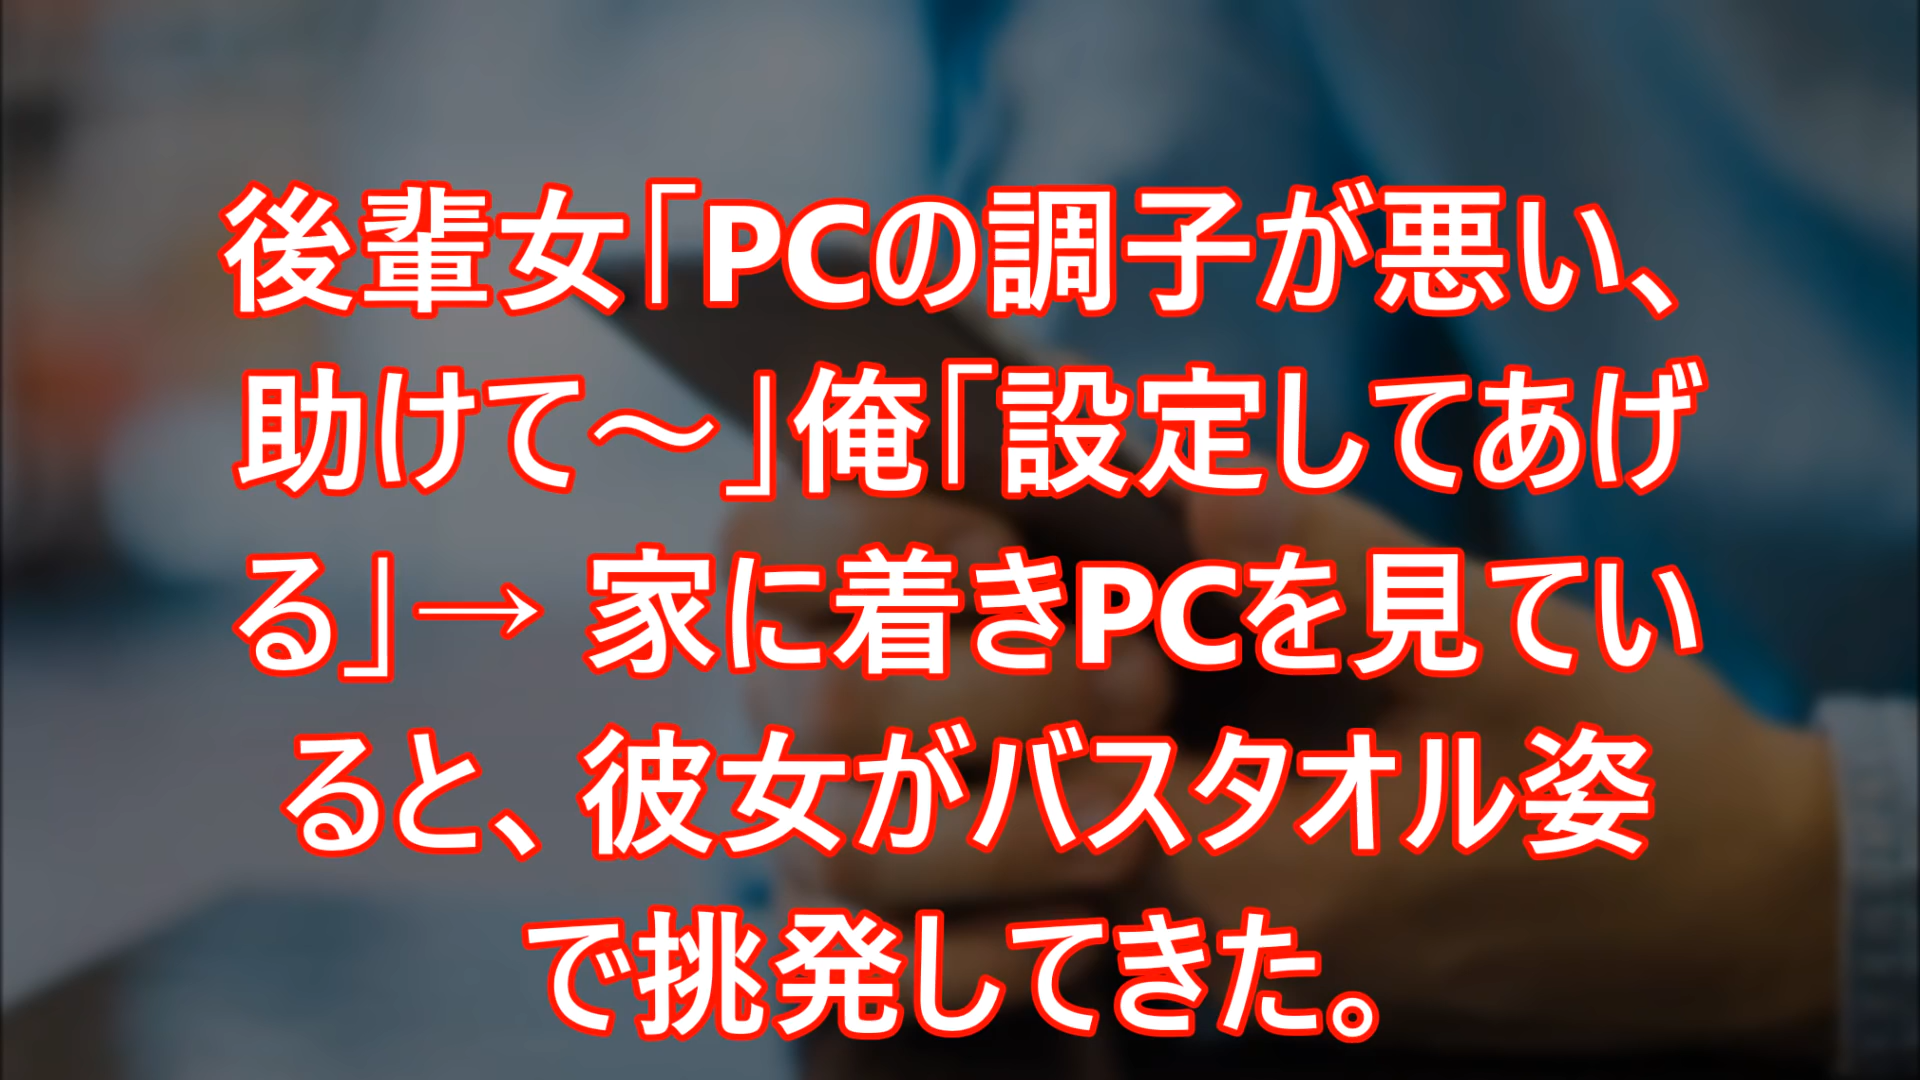 後輩女「PCの調子が悪い、
助けて～」俺「設定してあげ
る」→ 家に着きPCを見てい
ると、彼女がバスタオル姿
で挑発してきた。